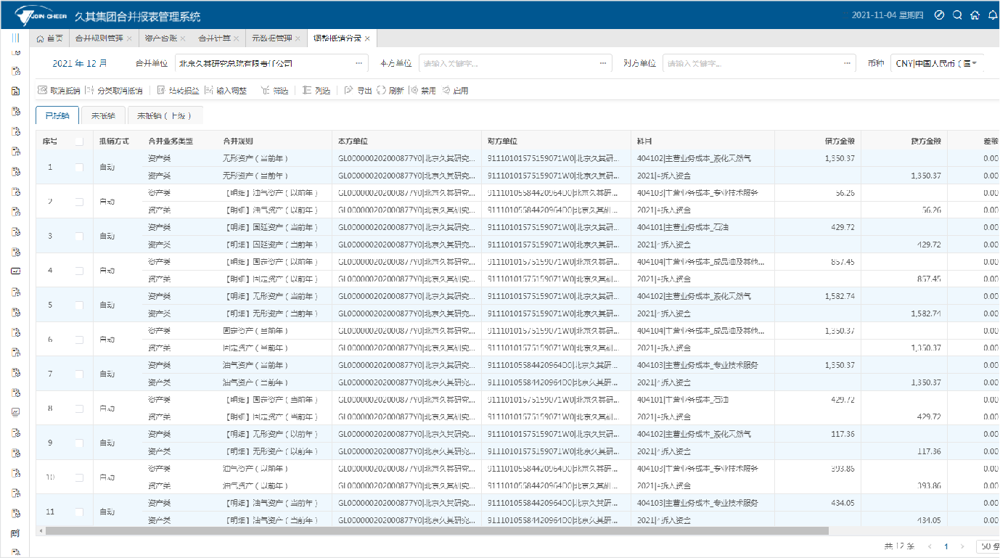 JOIN CHEER 久其集团合并报表管理系统 2021-11-04 星期四
首页 合并规则管理 × 资产台账 × 合并计算 × 元数据管理 × 调整抵销分录 ×
2021 年 12 月 合并单位 北京久其研究总院有限责任公司 ... 本方单位 请输入关键字... ... 对方单位 请输入关键字... ... 币种 CNY|中国人民币（
取消抵销 分类取消抵销 结转损益 输入调整 筛选 列选 导出 刷新 禁用 启用
已抵销 未抵销 未抵销（上级）
序号 抵销方式 合并业务类型 合并规则 本方单位 对方单位 科目 借方金额 贷方金额 差额
1 自动 资产类 无形资产（当前年） GL000000202000877Y0|北京久其研究... 91110101575159071W0|北京久其研... 404102|主营业务成本_液化天然气 1,350.37 0.00
资产类 无形资产（当前年） GL000000202000877Y0|北京久其研究... 91110101575159071W0|北京久其研... 2021|拆入资金 1,350.37 0.00
2 自动 资产类 【明细】油气资产（以前年） GL000000202000877Y0|北京久其研究... 91110105584420964D0|北京久其研... 404103|主营业务成本_专业技术服务 56.26 0.00
资产类 【明细】油气资产（以前年） GL000000202000877Y0|北京久其研究... 91110105584420964D0|北京久其研... 2021|拆入资金 56.26 0.00
3 自动 资产类 【明细】固定资产（当前年） GL000000202000877Y0|北京久其研究... 91110101575159071W0|北京久其研... 404101|主营业务成本_石油 429.72 0.00
资产类 【明细】固定资产（当前年） GL000000202000877Y0|北京久其研究... 91110101575159071W0|北京久其研... 2021|拆入资金 429.72 0.00
4 自动 资产类 【明细】固定资产（以前年） GL000000202000877Y0|北京久其研究... 91110101575159071W0|北京久其研... 404104|主营业务成本_成品油及其他... 857.45 0.00
资产类 【明细】固定资产（以前年） GL000000202000877Y0|北京久其研究... 91110101575159071W0|北京久其研... 2021|拆入资金 857.45 0.00
5 自动 资产类 【明细】无形资产（当前年） GL000000202000877Y0|北京久其研究... 91110101575159071W0|北京久其研... 404102|主营业务成本_液化天然气 1,582.74 0.00
资产类 【明细】无形资产（当前年） GL000000202000877Y0|北京久其研究... 91110101575159071W0|北京久其研... 2021|拆入资金 1,582.74 0.00
6 自动 资产类 固定资产（当前年） GL000000202000877Y0|北京久其研究... 91110101575159071W0|北京久其研... 404104|主营业务成本_成品油及其他... 1,350.37 0.00
资产类 固定资产（当前年） GL000000202000877Y0|北京久其研究... 91110101575159071W0|北京久其研... 2021|拆入资金 1,350.37 0.00
7 自动 资产类 油气资产（当前年） GL000000202000877Y0|北京久其研究... 91110105584420964D0|北京久其研... 404103|主营业务成本_专业技术服务 1,350.37 0.00
资产类 油气资产（当前年） GL000000202000877Y0|北京久其研究... 91110105584420964D0|北京久其研... 2021|拆入资金 1,350.37 0.00
8 自动 资产类 【明细】固定资产（当前年） GL000000202000877Y0|北京久其研究... 91110101575159071W0|北京久其研... 404101|主营业务成本_石油 429.72 0.00
资产类 【明细】固定资产（当前年） GL000000202000877Y0|北京久其研究... 91110101575159071W0|北京久其研... 2021|拆入资金 429.72 0.00
9 自动 资产类 【明细】无形资产（以前年） GL000000202000877Y0|北京久其研究... 91110101575159071W0|北京久其研... 404102|主营业务成本_液化天然气 117.36 0.00
资产类 【明细】无形资产（以前年） GL000000202000877Y0|北京久其研究... 91110101575159071W0|北京久其研... 2021|拆入资金 117.36 0.00
10 自动 资产类 油气资产（以前年） GL000000202000877Y0|北京久其研究... 91110105584420964D0|北京久其研... 404103|主营业务成本_专业技术服务 393.86 0.00
资产类 油气资产（以前年） GL000000202000877Y0|北京久其研究... 91110105584420964D0|北京久其研... 2021|拆入资金 393.86 0.00
11 自动 资产类 【明细】油气资产（当前年） GL000000202000877Y0|北京久其研究... 91110105584420964D0|北京久其研... 404103|主营业务成本_专业技术服务 434.05 0.00
资产类 【明细】油气资产（当前年） GL000000202000877Y0|北京久其研究... 91110105584420964D0|北京久其研... 2021|拆入资金 434.05 0.00
共 12 条 < 1 > 50 条